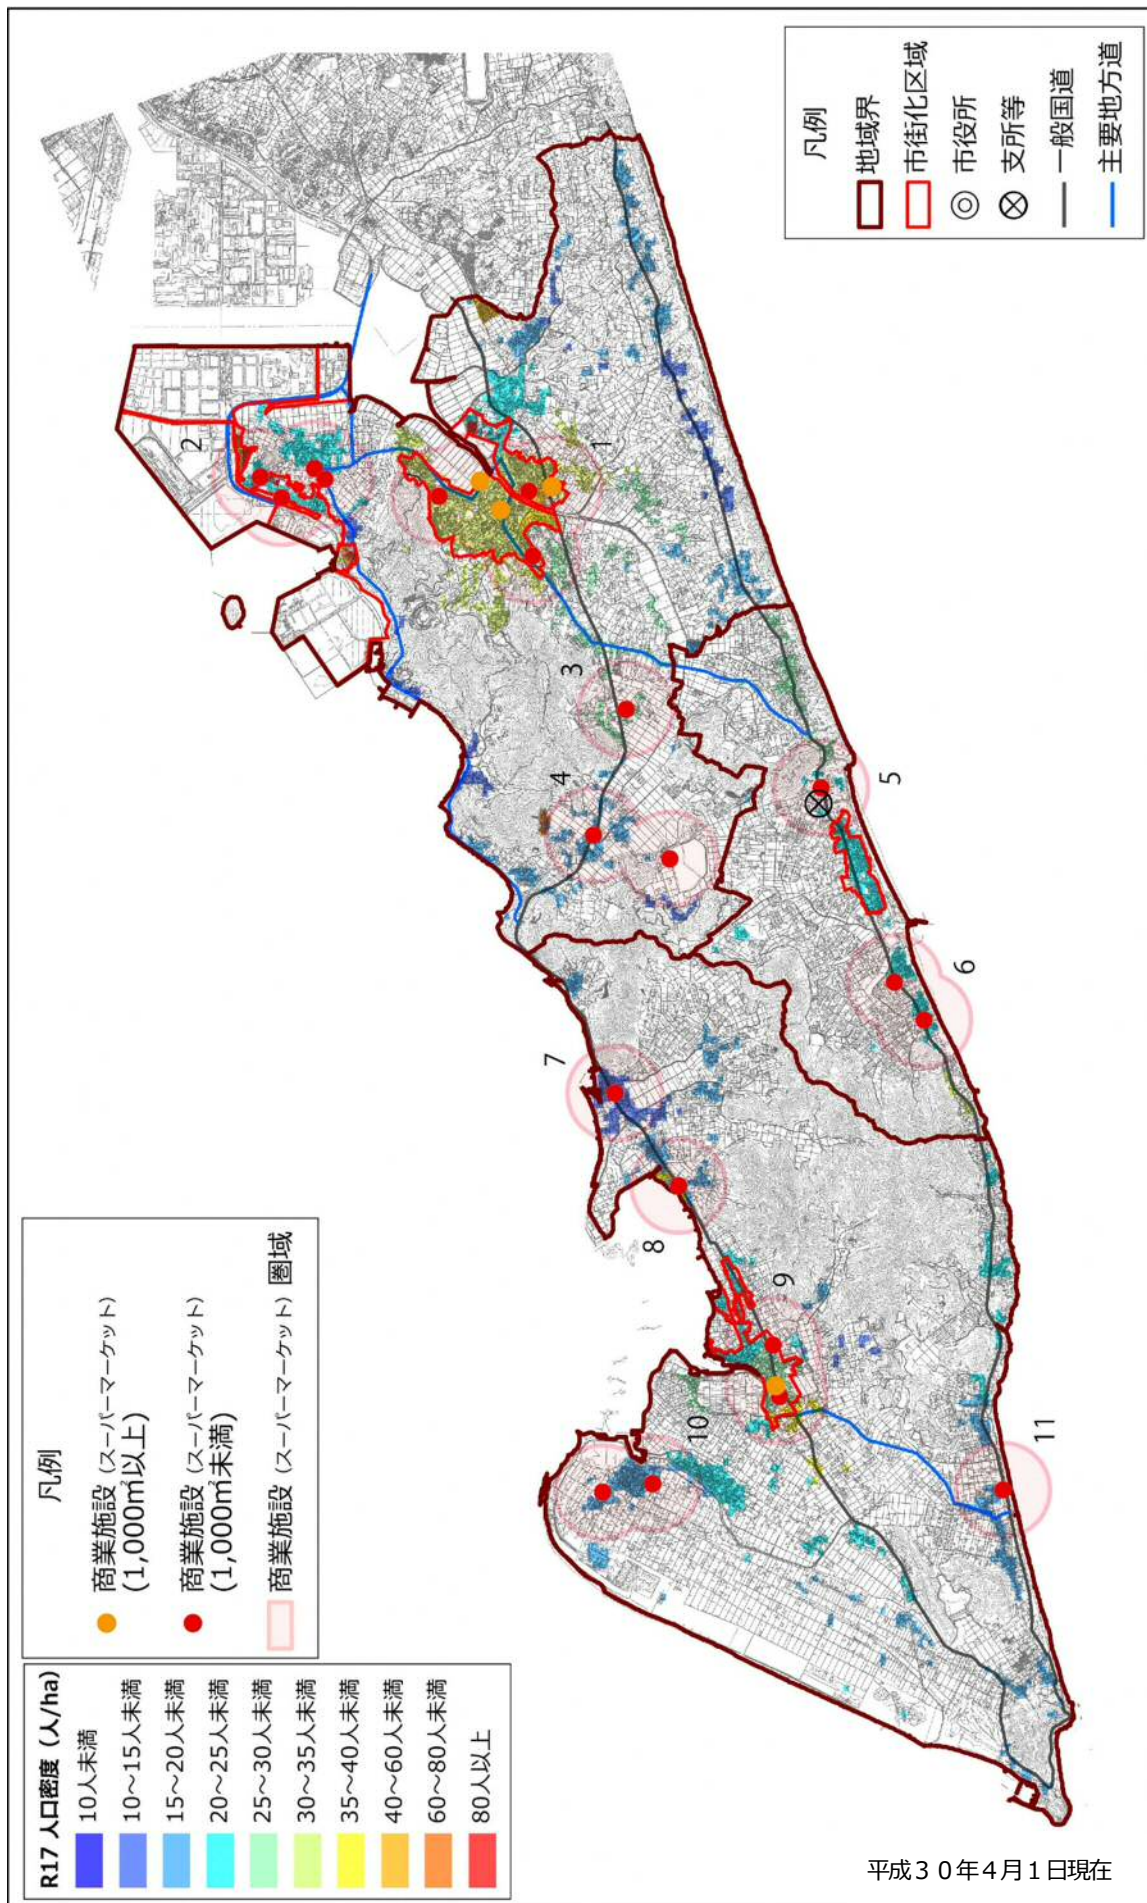 R17 人口密度（人/ha）
10人未満
10～15人未満
15～20人未満
20～25人未満
25～30人未満
30～35人未満
35～40人未満
40～60人未満
60～80人未満
80人以上
凡例
商業施設（スーパーマーケット）
(1,000㎡以上)
商業施設（スーパーマーケット）
(1,000㎡未満)
商業施設（スーパーマーケット）圏域
1
2
3
4
5
6
7
8
9
10
11
凡例
地域界
市街化区域
市役所
支所等
一般国道
主要地方道
平成３０年４月１日現在